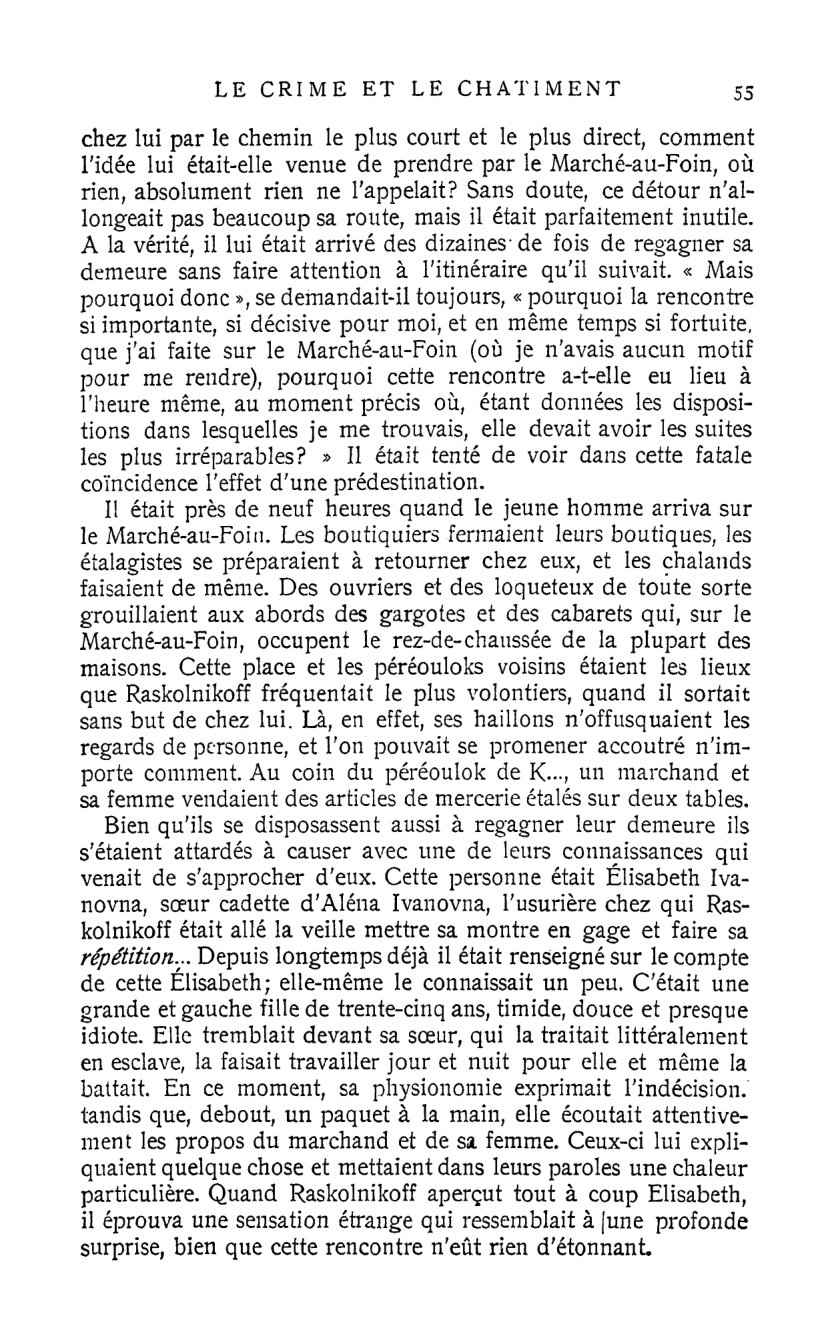 LE CRIME ET LE CHATIMENT 55
chez lui par le chemin le plus court et le plus direct, comment
l'idée lui était-elle venue de prendre par le Marché-au-Foin, où
rien, absolument rien ne l'appelait? Sans doute, ce détour n'al-
longeait pas beaucoup sa route, mais il était parfaitement inutile.
A la vérité, il lui était arrivé des dizaines de fois de regagner sa
demeure sans faire attention à l'itinéraire qu'il suivait. « Mais
pourquoi donc », se demandait-il toujours, « pourquoi la rencontre
si importante, si décisive pour moi, et en même temps si fortuite,
que j'ai faite sur le Marché-au-Foin (où je n'avais aucun motif
pour me rendre), pourquoi cette rencontre a-t-elle eu lieu à
l'heure même, au moment précis où, étant données les disposi-
tions dans lesquelles je me trouvais, elle devait avoir les suites
les plus irréparables? » Il était tenté de voir dans cette fatale
coïncidence l'effet d'une prédestination.
Il était près de neuf heures quand le jeune homme arriva sur
le Marché-au-Foin. Les boutiquiers fermaient leurs boutiques, les
étalagistes se préparaient à retourner chez eux, et les chalands
faisaient de même. Des ouvriers et des loqueteux de toute sorte
grouillaient aux abords des gargotes et des cabarets qui, sur le
Marché-au-Foin, occupent le rez-de-chaussée de la plupart des
maisons. Cette place et les péréouloks voisins étaient les lieux
que Raskolnikoff fréquentait le plus volontiers, quand il sortait
sans but de chez lui. Là, en effet, ses haillons n'offusquaient les
regards de personne, et l'on pouvait se promener accoutré n'im-
porte comment. Au coin du péréoulok de K..., un marchand et
sa femme vendaient des articles de mercerie étalés sur deux tables.
Bien qu'ils se disposassent aussi à regagner leur demeure ils
s'étaient attardés à causer avec une de leurs connaissances qui
venait de s'approcher d'eux. Cette personne était Élisabeth Iva-
novna, sœur cadette d'Aléna Ivanovna, l'usurière chez qui Ras-
kolnikoff était allé la veille mettre sa montre en gage et faire sa
répétition... Depuis longtemps déjà il était renseigné sur le compte
de cette Élisabeth; elle-même le connaissait un peu. C'était une
grande et gauche fille de trente-cinq ans, timide, douce et presque
idiote. Elle tremblait devant sa sœur, qui la traitait littéralement
en esclave, la faisait travailler jour et nuit pour elle et même la
battait. En ce moment, sa physionomie exprimait l'indécision.
tandis que, debout, un paquet à la main, elle écoutait attentive-
ment les propos du marchand et de sa femme. Ceux-ci lui expli-
quaient quelque chose et mettaient dans leurs paroles une chaleur
particulière. Quand Raskolnikoff aperçut tout à coup Elisabeth,
il éprouva une sensation étrange qui ressemblait à |une profonde
surprise, bien que cette rencontre n'eût rien d'étonnant.